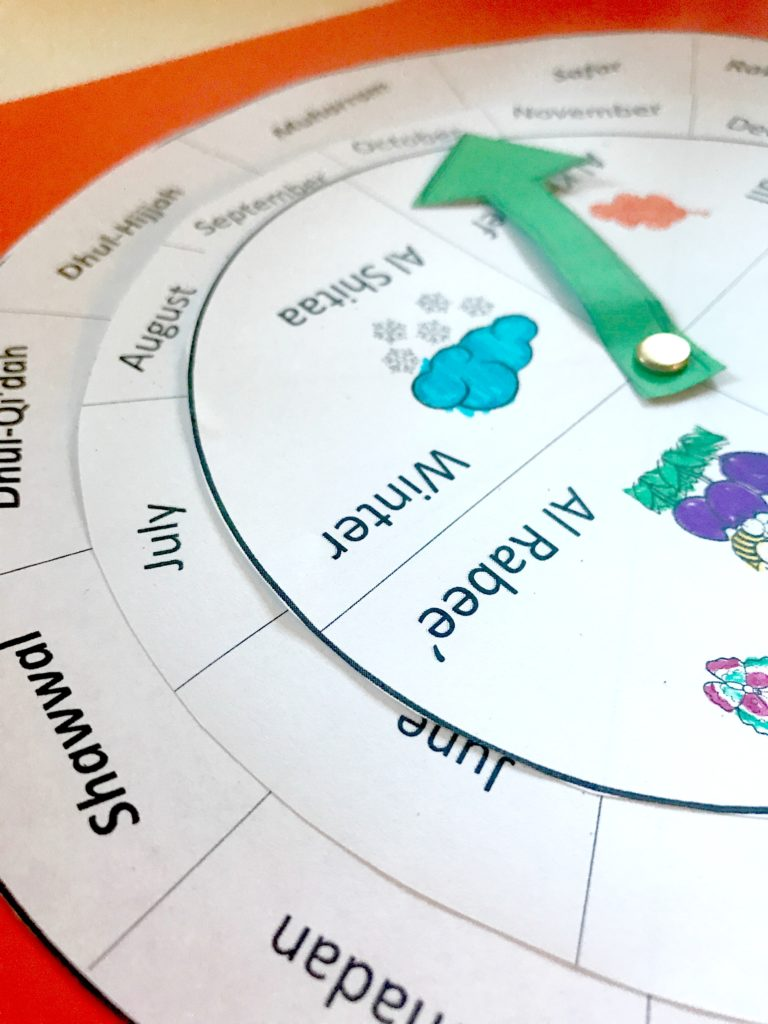 Muharram
Safar
Dhul-Hijjah
Dhul-Qi'dah
Shawwal
November
October
September
August
July
June
Al Shitaa
Winter
Al Rabee'